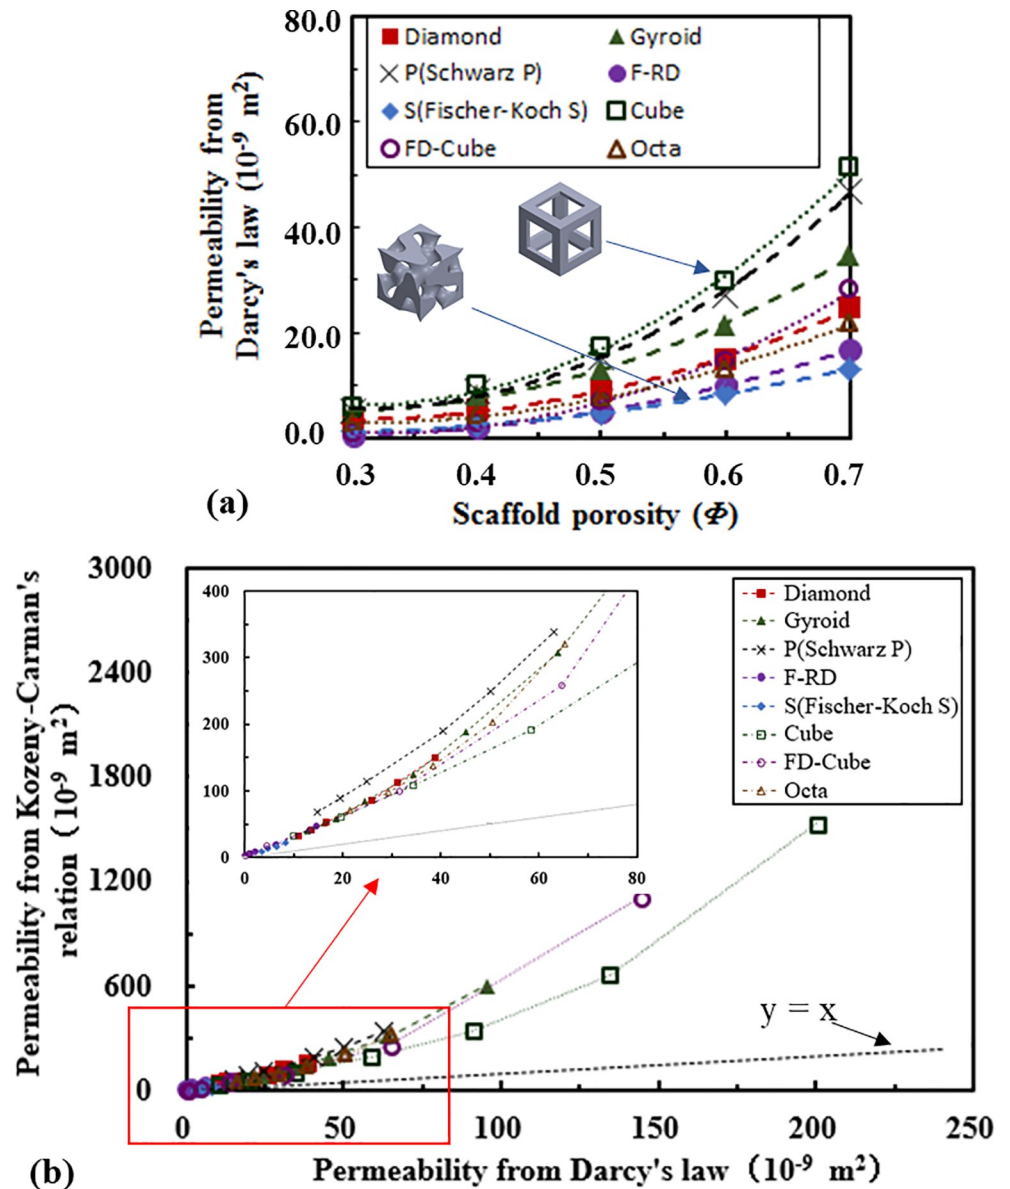 80.0
60.0
40.0
20.0
0.0
Permeability from
Darcy's law (10⁻⁹ m²)
Diamond
Gyroid
P(Schwarz P)
F-RD
S(Fischer-Koch S)
Cube
FD-Cube
Octa
0.3 0.4 0.5 0.6 0.7
Scaffold porosity (Φ)
(a)
3000
2400
1800
1200
600
0
Permeability from Kozeny-Carman's
relation (10⁻⁹ m²)
400
300
200
100
0
0 20 40 60 80
Diamond
Gyroid
P(Schwarz P)
F-RD
S(Fischer-Koch S)
Cube
FD-Cube
Octa
y = x
0 50 100 150 200 250
Permeability from Darcy's law (10⁻⁹ m²)
(b)